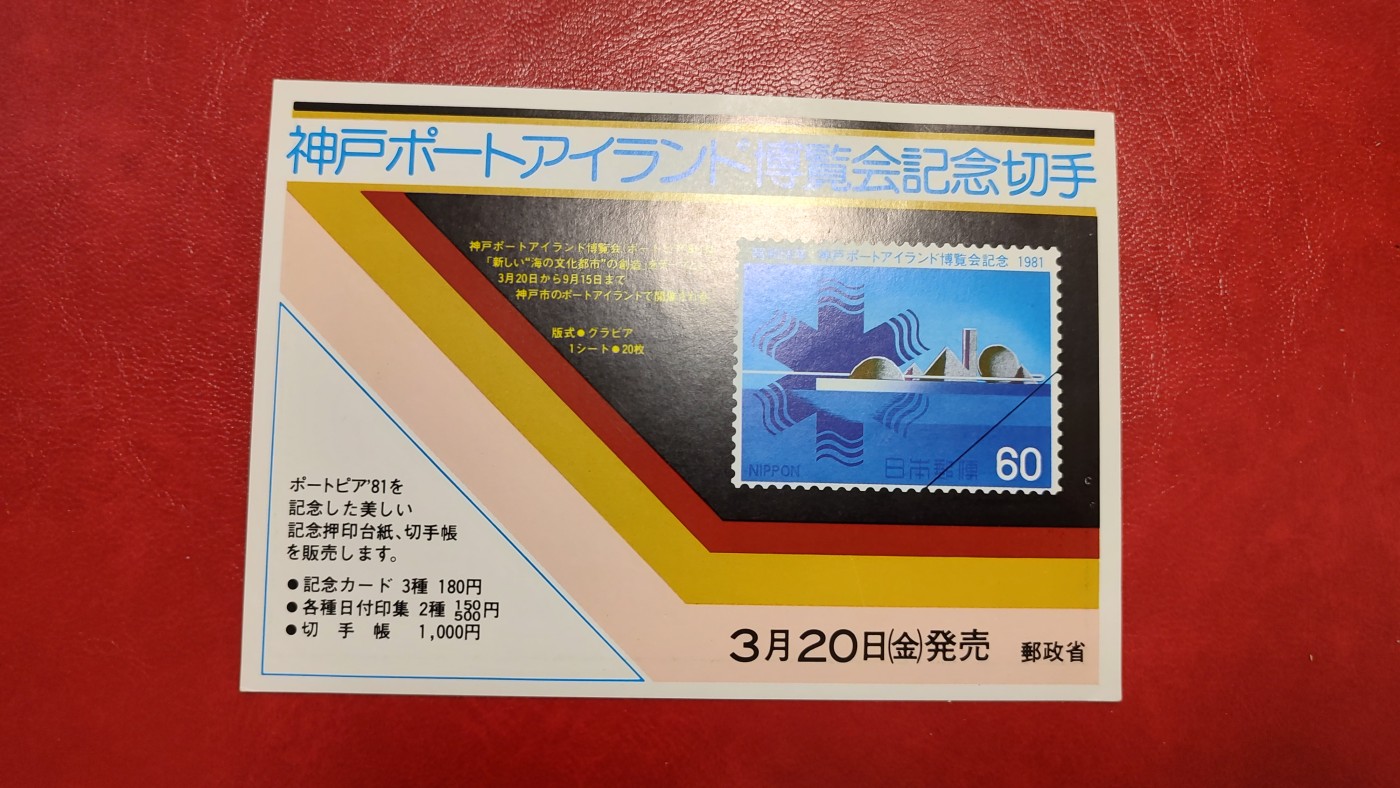 神戸ポートアイランド博覧会記念切手
神戸ポートアイランド博覧会
「新しい“海の文化都市”の創造」を
3月20日から9月15日まで
神戸市のポートアイランドで開催
版式●グラビア
1シート●20枚
神戸ポートアイランド博覧会記念 1981
NIPPON 日本郵便 60
ポートピア'81を
記念した美しい
記念押印台紙、切手帳
を販売します。
●記念カード 3種 180円
●各種日付印集 2種 150 500円
●切手帳 1,000円
3月20日(金)発売 郵政省